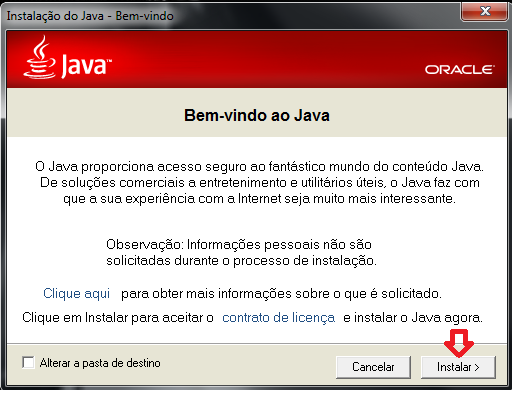 Instalação do Java - Bem-vindo
Java™
ORACLE®
Bem-vindo ao Java
O Java proporciona acesso seguro ao fantástico mundo do conteúdo Java.
De soluções comerciais a entretenimento e utilitários úteis, o Java faz com
que a sua experiência com a Internet seja muito mais interessante.
Observação: Informações pessoais não são
solicitadas durante o processo de instalação.
Clique aqui para obter mais informações sobre o que é solicitado.
Clique em Instalar para aceitar o contrato de licença e instalar o Java agora.
Alterar a pasta de destino
Cancelar
Instalar >